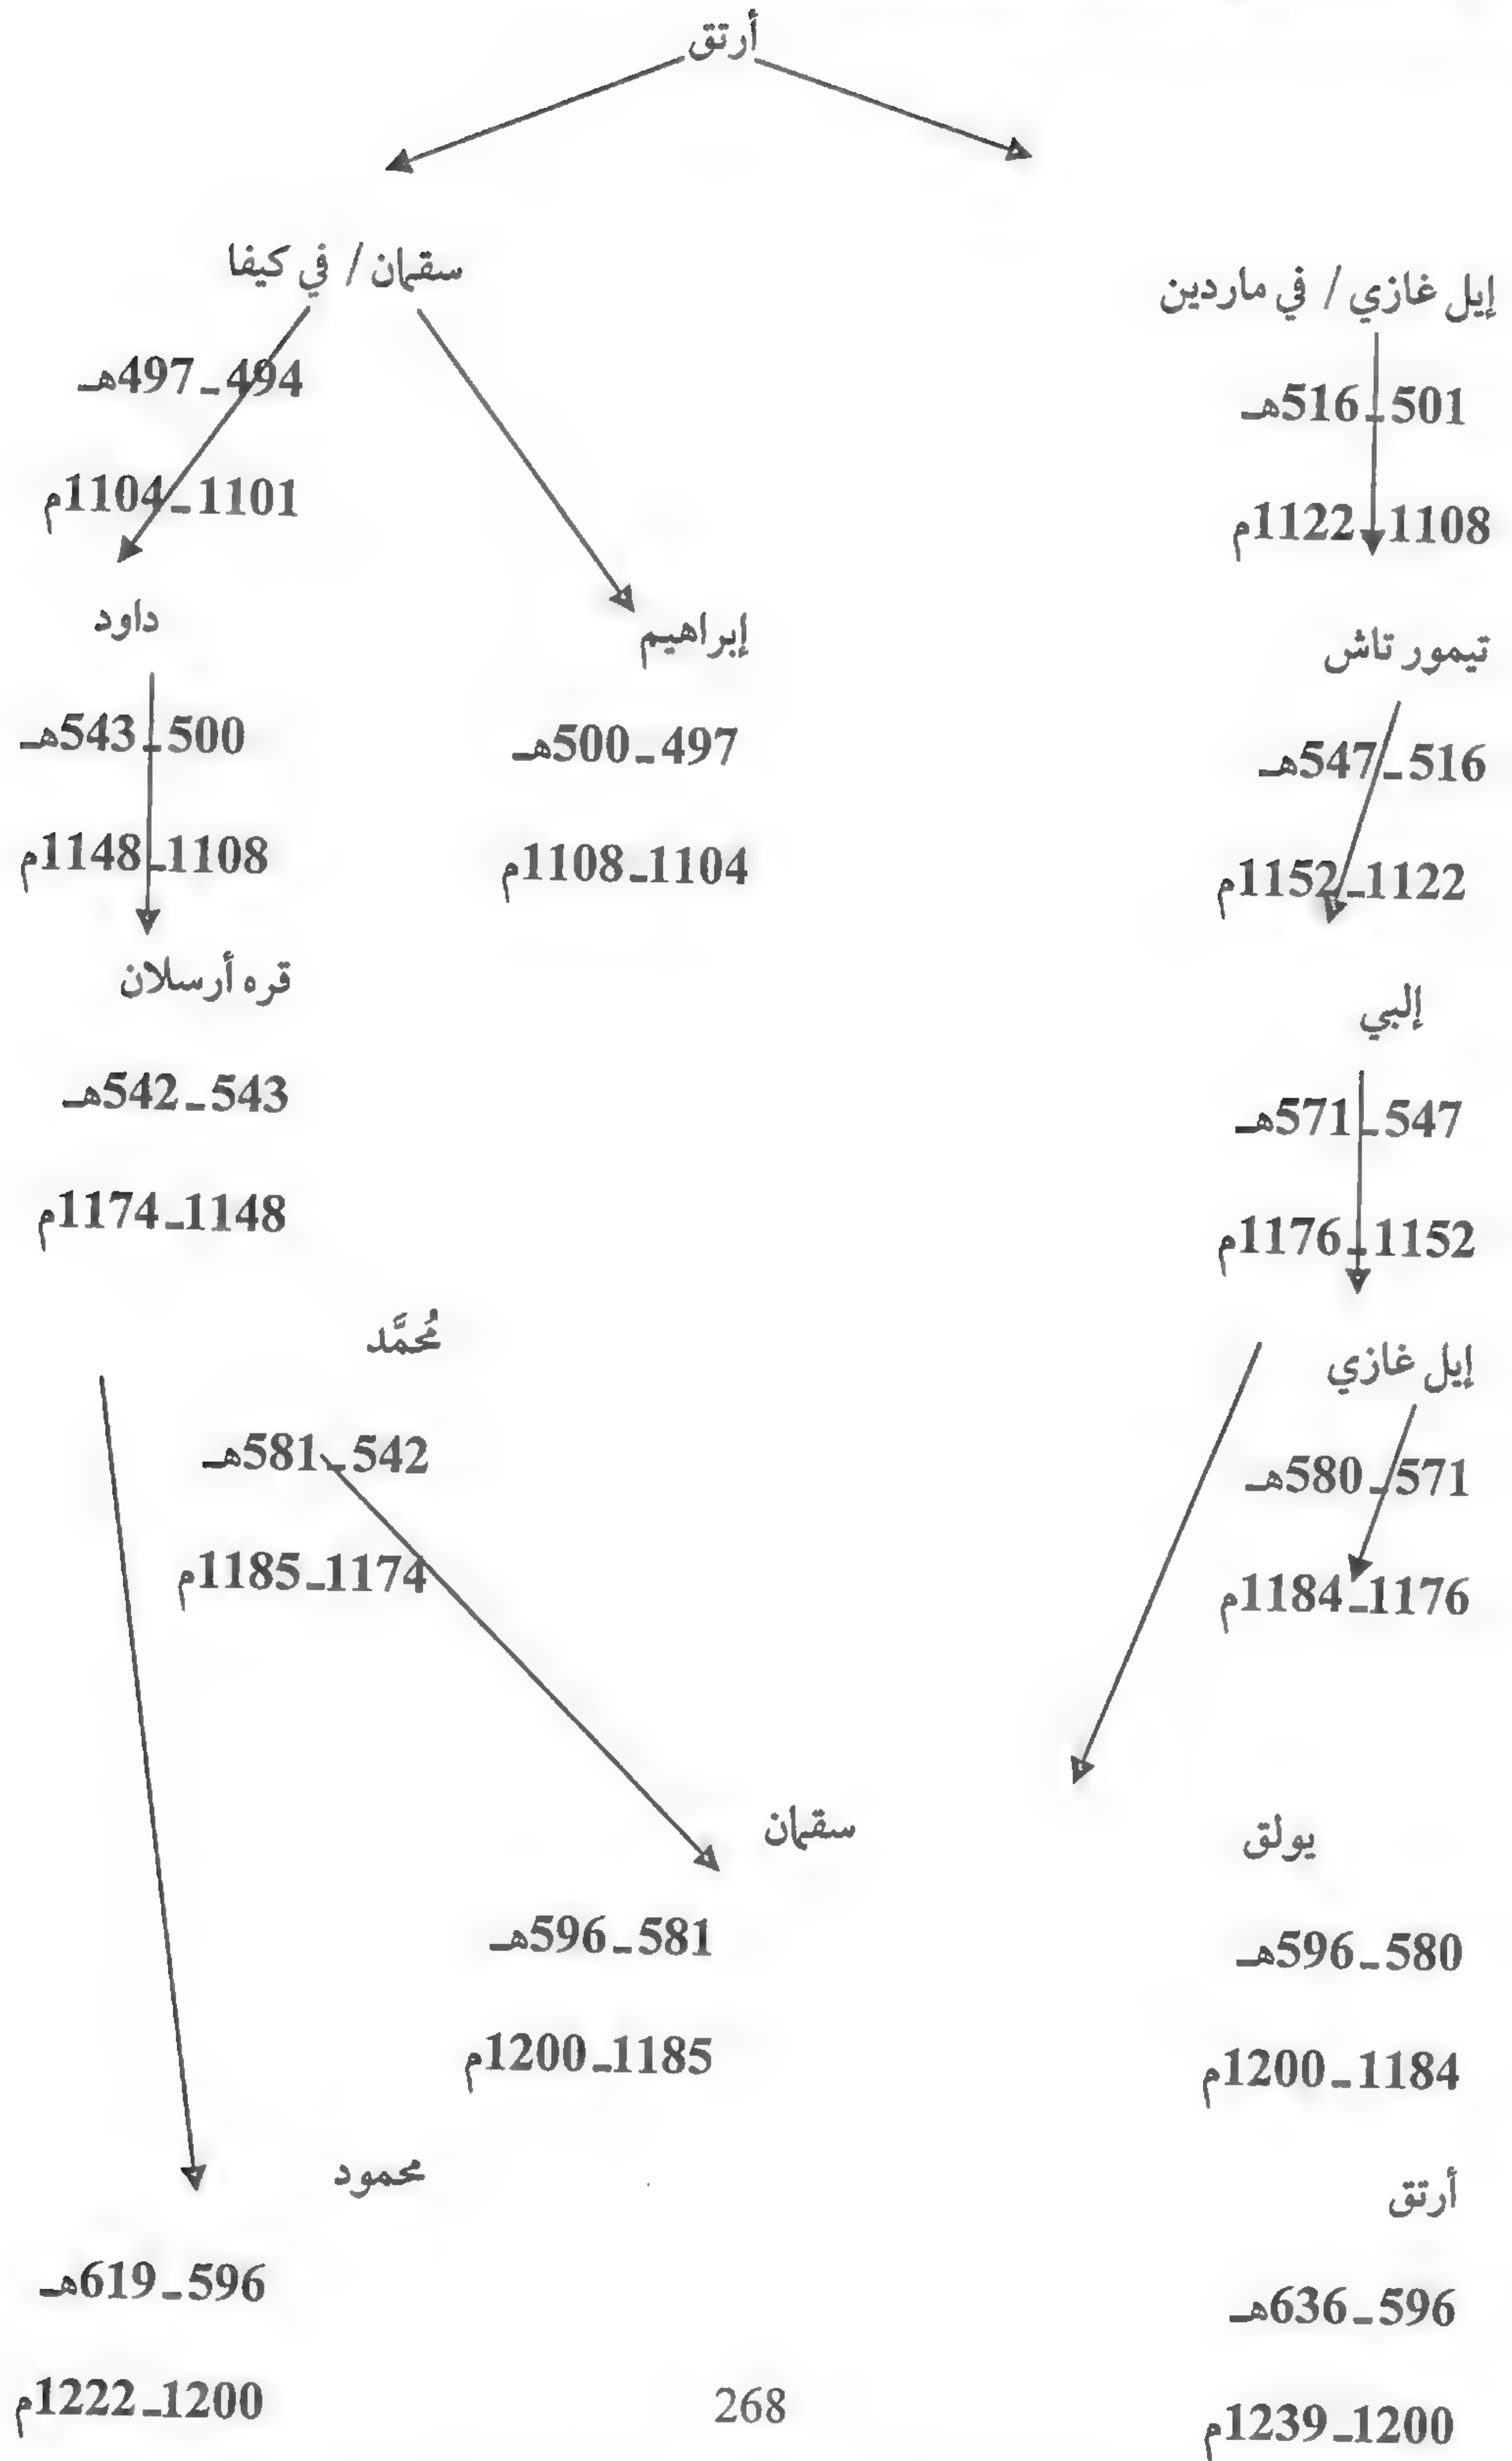 أرتق
إيل غازي / في ماردين
501ـ516هـ
1108ـ1122م
تيمور تاش
516ـ547هـ
1122ـ1152م
إلبي
547ـ571هـ
1152ـ1176م
إيل غازي
571ـ580هـ
1176ـ1184م
يولق
580ـ596هـ
1184ـ1200م
أرتق
596ـ636هـ
1200ـ1239م
سقمان / في كيفا
494ـ497هـ
1101ـ1104م
إبراهيم
497ـ500هـ
1104ـ1108م
داود
500ـ543هـ
1108ـ1148م
قره أرسلان
543ـ542هـ
1148ـ1174م
مُحمَّد
542ـ581هـ
1174ـ1185م
سقمان
581ـ596هـ
1185ـ1200م
محمود
596ـ619هـ
1200ـ1222م
268